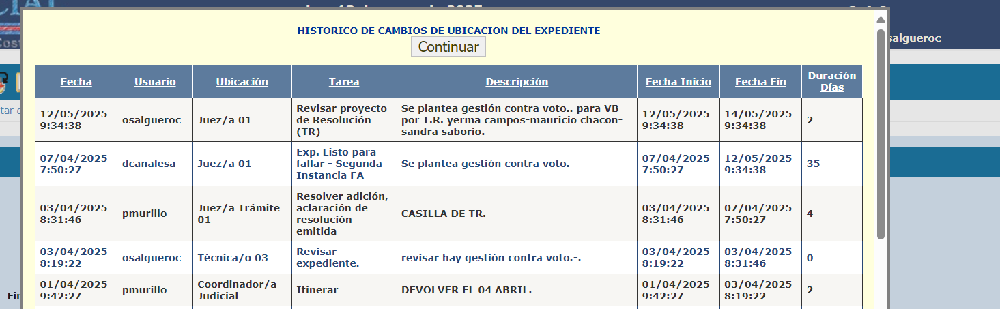 HISTORICO DE CAMBIOS DE UBICACION DEL EXPEDIENTE
Continuar
salgueroc
Fecha Usuario Ubicación Tarea Descripción Fecha Inicio Fecha Fin Duración Días
12/05/2025 9:34:38 osalgueroc Juez/a 01 Revisar proyecto de Resolución (TR) Se plantea gestión contra voto.. para VB por T.R. yerma campos-mauricio chacon-sandra saborio. 12/05/2025 9:34:38 14/05/2025 9:34:38 2
07/04/2025 7:50:27 dcanalesa Juez/a 01 Exp. Listo para fallar - Segunda Instancia FA Se plantea gestión contra voto. 07/04/2025 7:50:27 12/05/2025 9:34:38 35
03/04/2025 8:31:46 pmurillo Juez/a Trámite 01 Resolver adición, aclaración de resolución emitida CASILLA DE TR. 03/04/2025 8:31:46 07/04/2025 7:50:27 4
03/04/2025 8:19:22 osalgueroc Técnica/o 03 Revisar expediente. revisar hay gestión contra voto.-. 03/04/2025 8:19:22 03/04/2025 8:31:46 0
01/04/2025 9:42:27 pmurillo Coordinador/a Judicial Itinerar DEVOLVER EL 04 ABRIL. 01/04/2025 9:42:27 03/04/2025 8:19:22 2